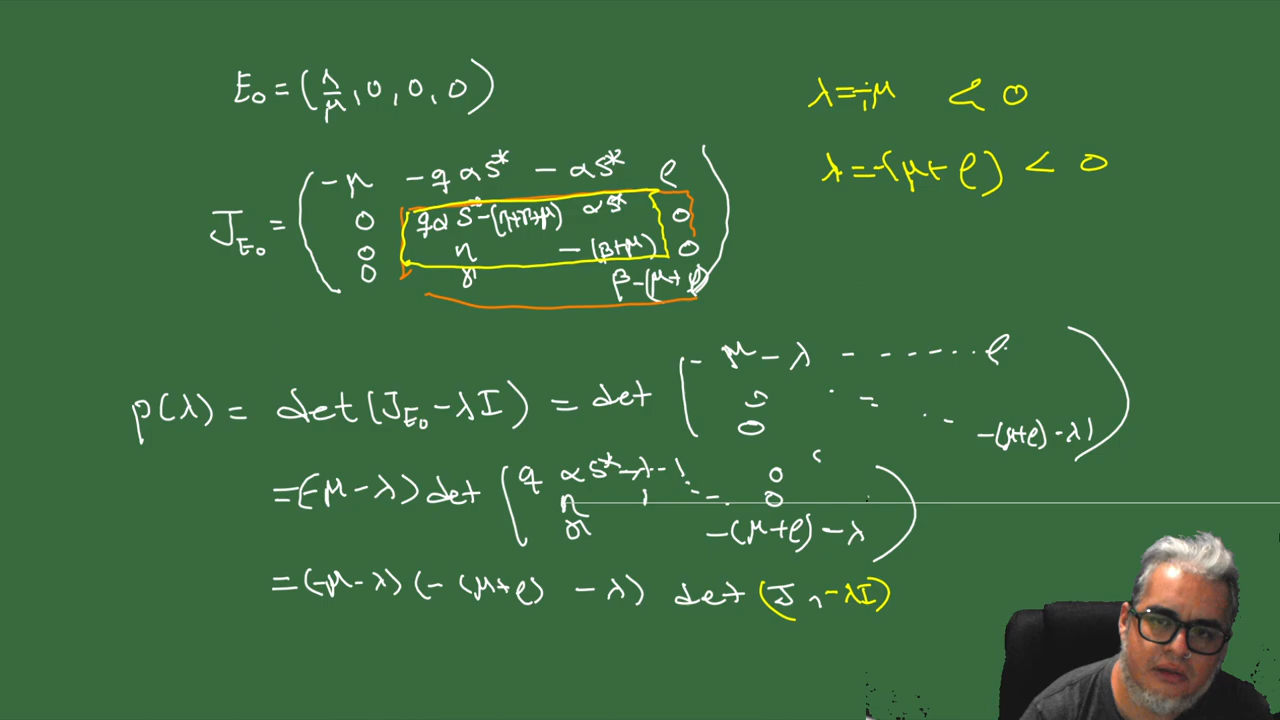 E₀ = (λ/μ, 0, 0, 0)
λ = -μ < 0
λ = -(μ+ρ) < 0
J_E₀ = ( -μ  -qαS*  -αS*  ρ
0  qαS*-(η+γ+μ)  αS*  0
0  η  -(β+μ)  0
0  γ  β  -(μ+ρ) )
p(λ) = det(J_E₀ - λI) = det ( -μ-λ - ------ ρ
0
0  -(μ+ρ)-λ )
= (-μ-λ) det ( qαS*-λ--  0
η  0
γ  -(μ+ρ)-λ )
= (-μ-λ)(-(μ+ρ)-λ) det (J₁-λI)